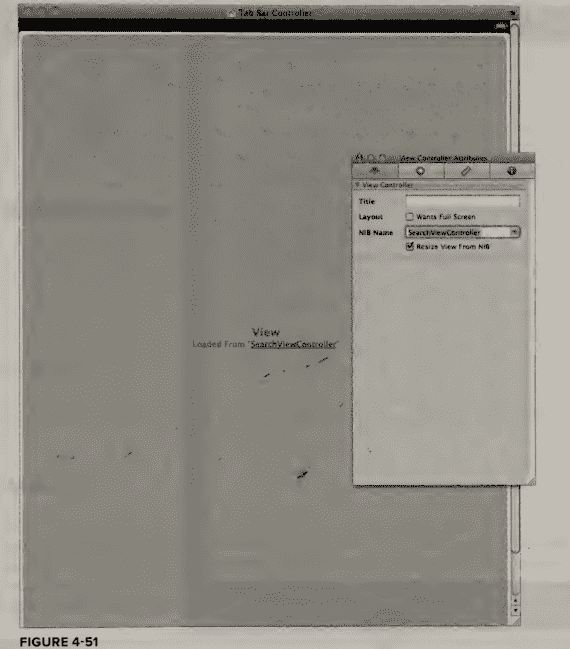 Tab Bar Controller
View Controller Attributes
View Controller
Title
Layout Wants Full Screen
NIB Name SearchViewController
Resize View From NIB
View
Loaded From "SearchViewController"
FIGURE 4-51